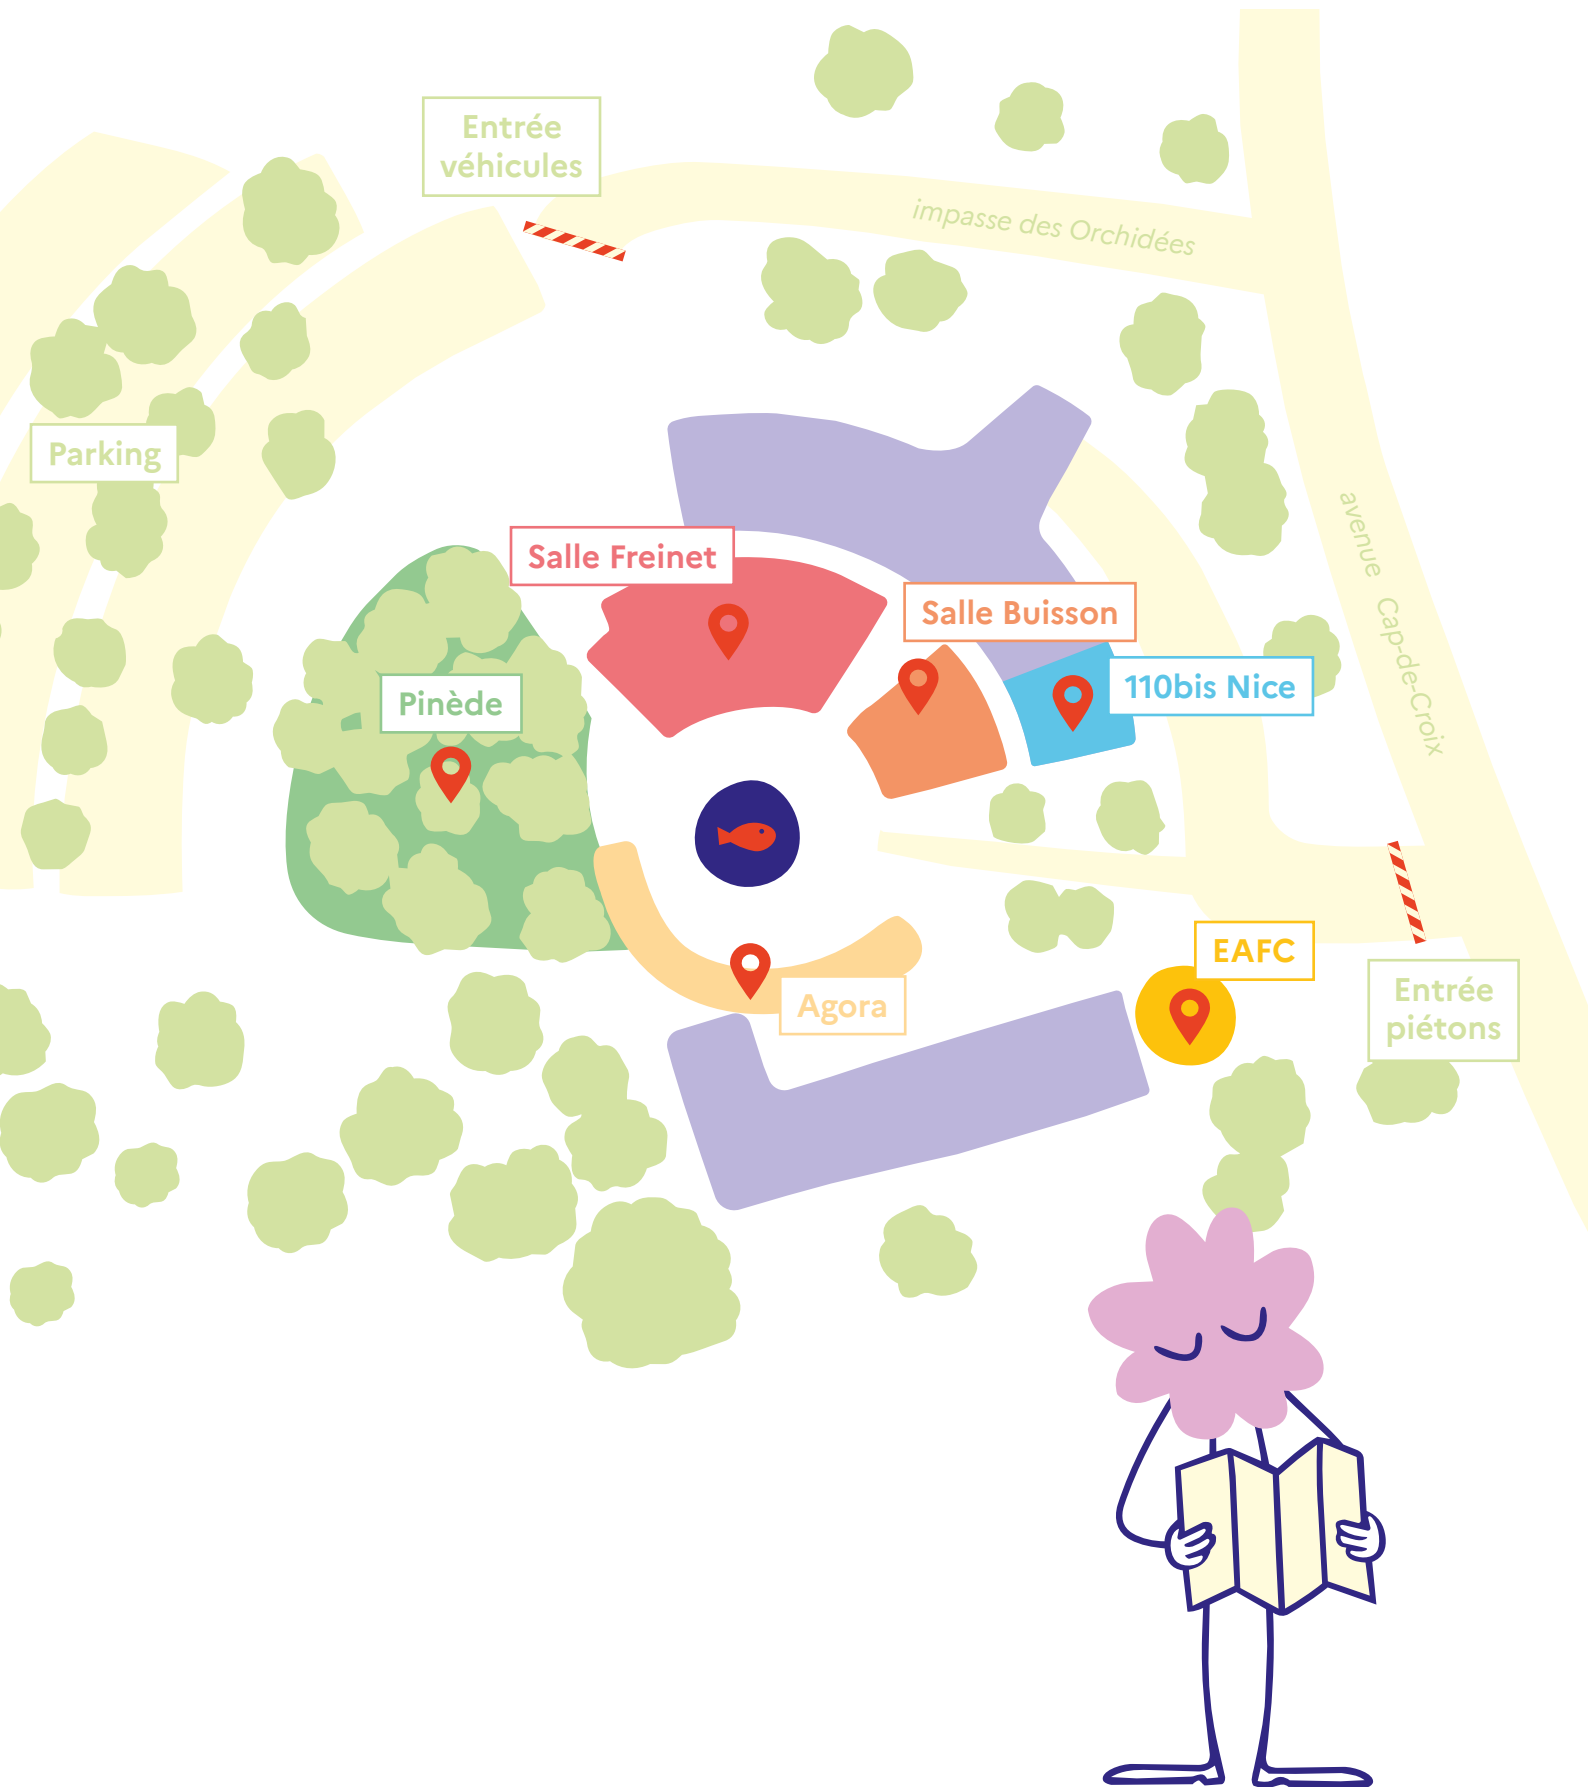 Entrée
véhicules
impasse des Orchidées
Parking
avenue Cap-de-Croix
Salle Freinet
Salle Buisson
110bis Nice
Pinède
EAFC
Agora
Entrée
piétons